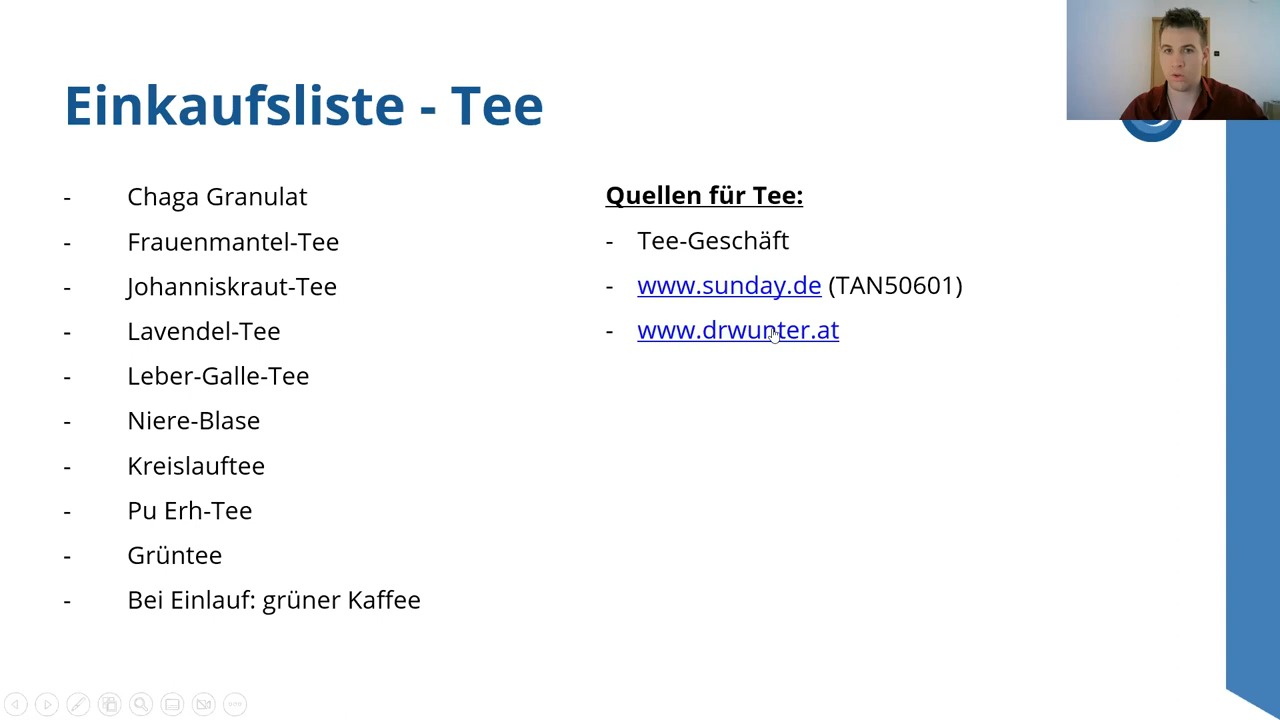 Einkaufsliste - Tee
- Chaga Granulat
- Frauenmantel-Tee
- Johanniskraut-Tee
- Lavendel-Tee
- Leber-Galle-Tee
- Niere-Blase
- Kreislauftee
- Pu Erh-Tee
- Grüntee
- Bei Einlauf: grüner Kaffee
Quellen für Tee:
- Tee-Geschäft
- www.sunday.de (TAN50601)
- www.drwunter.at